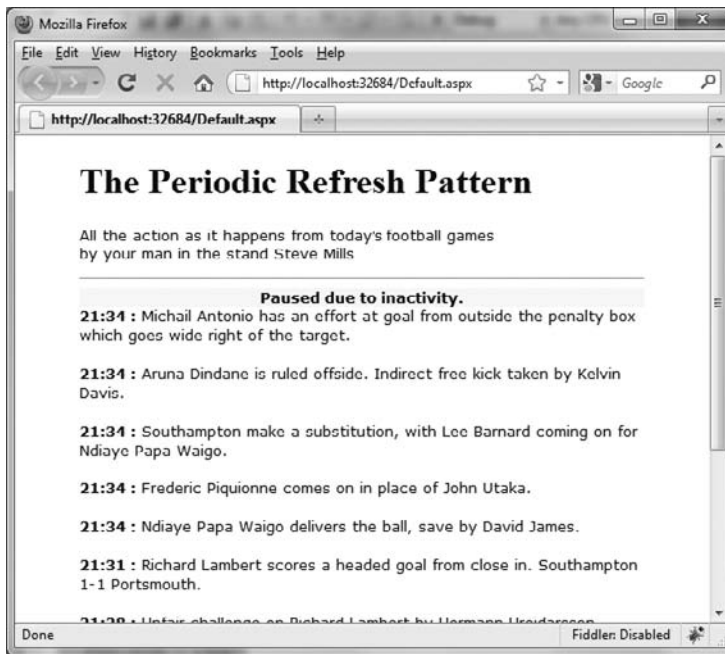 Mozilla Firefox
File Edit View History Bookmarks Tools Help
http://localhost:32684/Default.aspx
Google
http://localhost:32684/Default.aspx
The Periodic Refresh Pattern
All the action as it happens from today's football games
by your man in the stand Steve Mills
Paused due to inactivity.
21:34 : Michail Antonio has an effort at goal from outside the penalty box
which goes wide right of the target.
21:34 : Aruna Dindane is ruled offside. Indirect free kick taken by Kelvin
Davis.
21:34 : Southampton make a substitution, with Lee Barnard coming on for
Ndiaye Papa Waigo.
21:34 : Frederic Piquionne comes on in place of John Utaka.
21:34 : Ndiaye Papa Waigo delivers the ball, save by David James.
21:31 : Richard Lambert scores a headed goal from close in. Southampton
1-1 Portsmouth.
Unfair challenge on Richard Lambert by Hermann
Done
Fiddler: Disabled